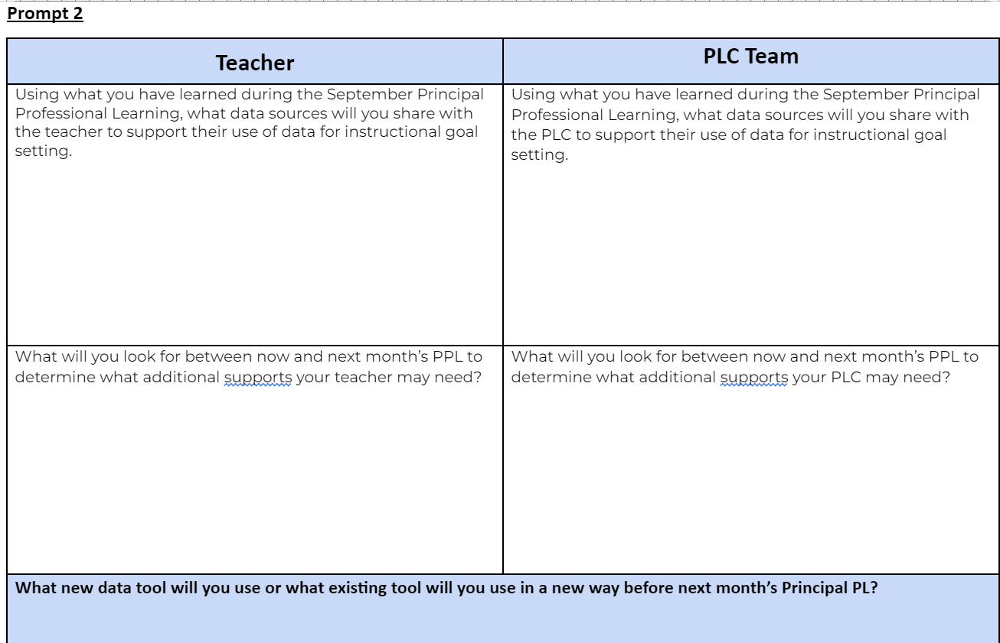 Prompt 2
Teacher
PLC Team
Using what you have learned during the September Principal
Professional Learning, what data sources will you share with
the teacher to support their use of data for instructional goal
setting.
Using what you have learned during the September Principal
Professional Learning, what data sources will you share with
the PLC to support their use of data for instructional goal
setting.
What will you look for between now and next month’s PPL to
determine what additional supports your teacher may need?
What will you look for between now and next month’s PPL to
determine what additional supports your PLC may need?
What new data tool will you use or what existing tool will you use in a new way before next month’s Principal PL?